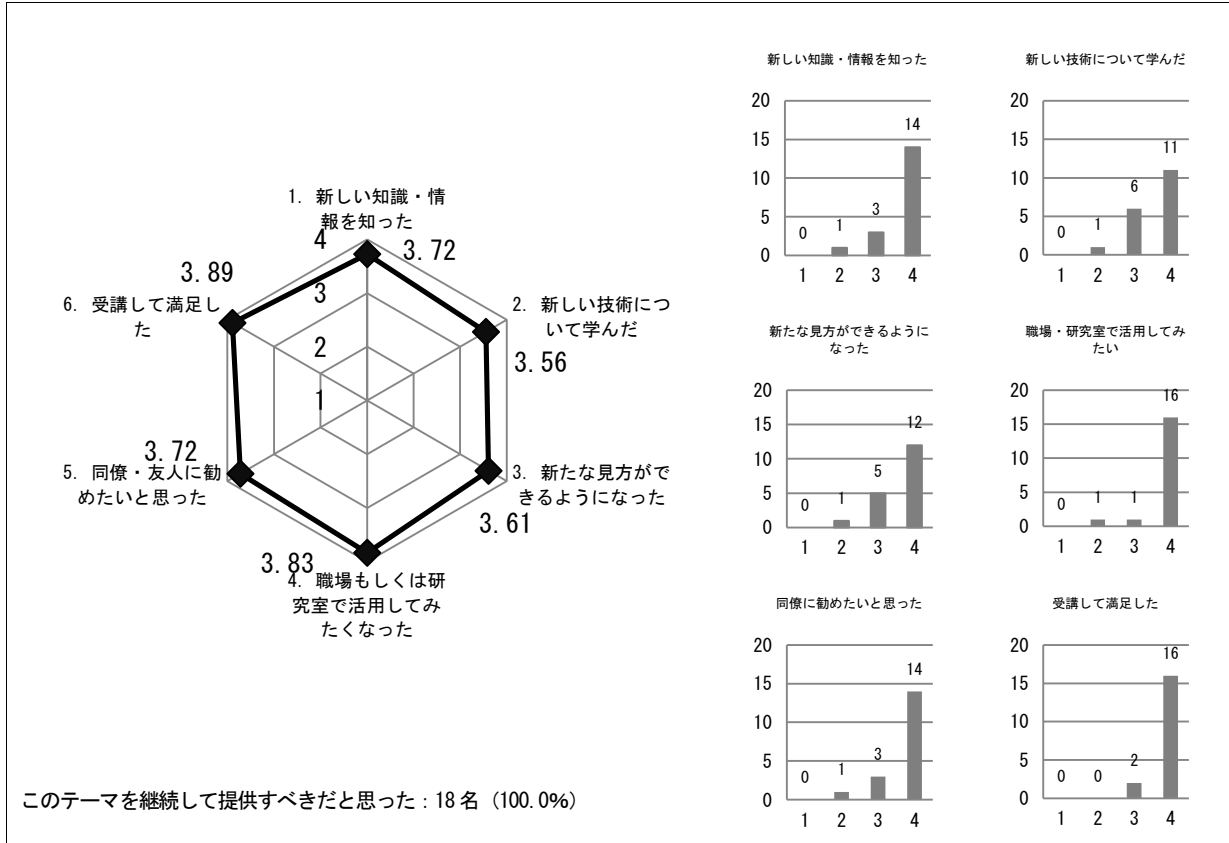 1. 新しい知識・情
報を知った
4
3.72
3.89
6. 受講して満足し
た
3
2. 新しい技術につ
いて学んだ
2
3.56
1
3.72
5. 同僚・友人に勧
めたいと思った
3. 新たな見方がで
きるようになった
3.61
3.83
4. 職場もしくは研
究室で活用してみ
たくなった
このテーマを継続して提供すべきだと思った：18名（100.0%）
新しい知識・情報を知った
20
15
10
5
0
0
1
3
14
1 2 3 4
新しい技術について学んだ
20
15
10
5
0
0
1
6
11
1 2 3 4
新たな見方ができるように
なった
20
15
10
5
0
0
1
5
12
1 2 3 4
職場・研究室で活用してみ
たい
20
15
10
5
0
0
1
1
16
1 2 3 4
同僚に勧めたいと思った
20
15
10
5
0
0
1
3
14
1 2 3 4
受講して満足した
20
15
10
5
0
0
0
2
16
1 2 3 4